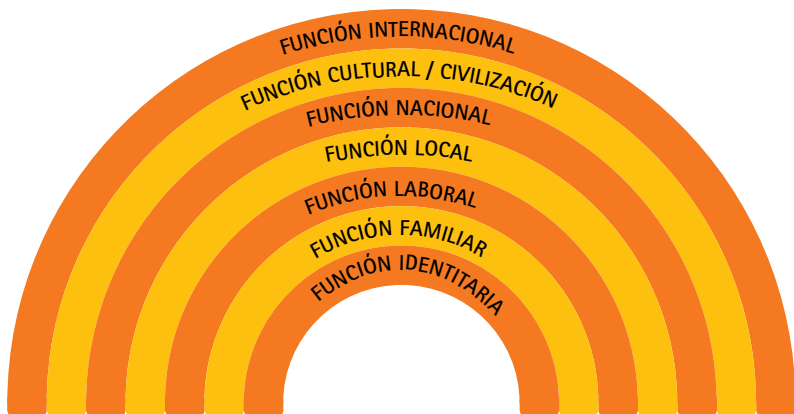 FUNCIÓN INTERNACIONAL
FUNCIÓN CULTURAL / CIVILIZACIÓN
FUNCIÓN NACIONAL
FUNCIÓN LOCAL
FUNCIÓN LABORAL
FUNCIÓN FAMILIAR
FUNCIÓN IDENTITARIA